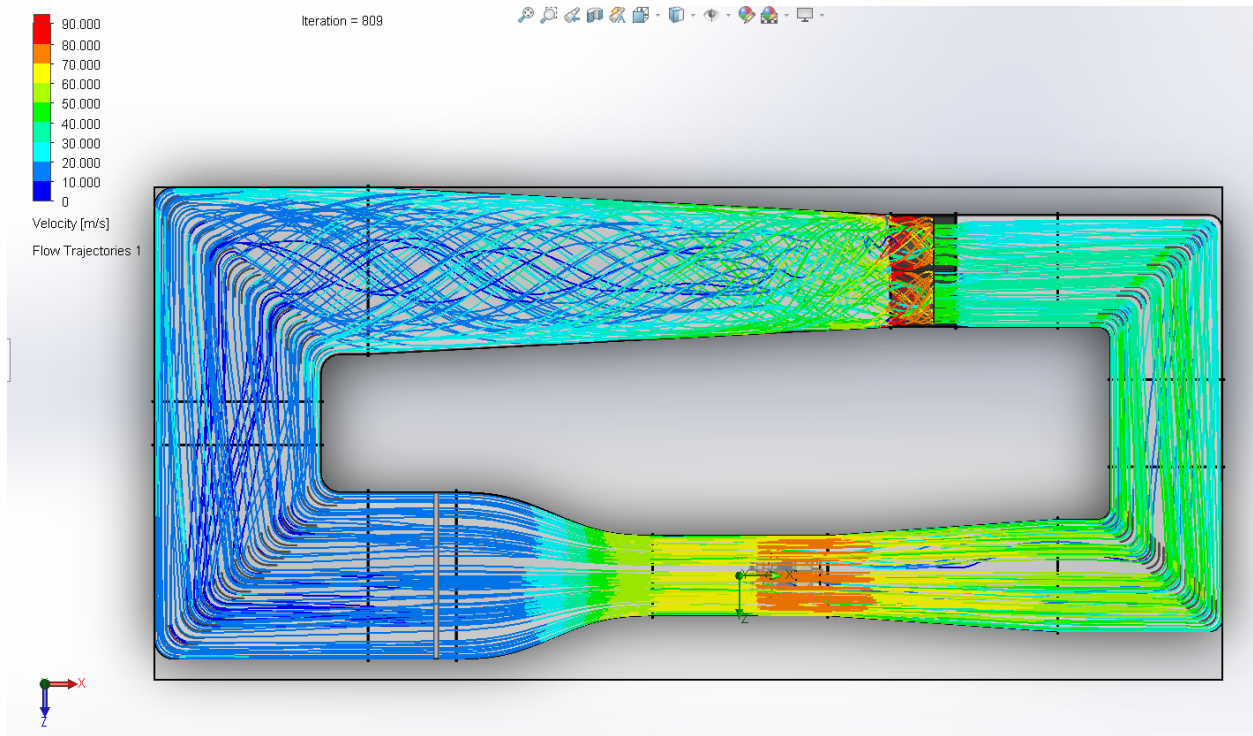 Iteration = 809
90.000
80.000
70.000
60.000
50.000
40.000
30.000
20.000
10.000
0
Velocity [m/s]
Flow Trajectories 1
X
Z
X
Z